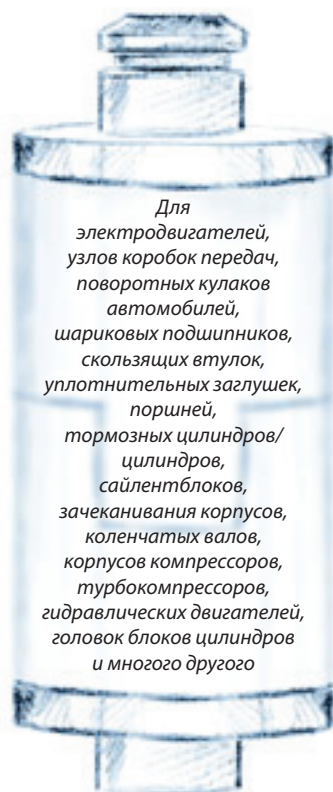 Для
электродвигателей,
узлов коробок передач,
поворотных кулаков
автомобилей,
шариковых подшипников,
скользящих втулок,
уплотнительных заглушек,
поршней,
тормозных цилиндров/
цилиндров,
сайлентблоков,
зачеканивания корпусов,
коленчатых валов,
корпусов компрессоров,
турбокомпрессоров,
гидравлических двигателей,
головок блоков цилиндров
и многого другого